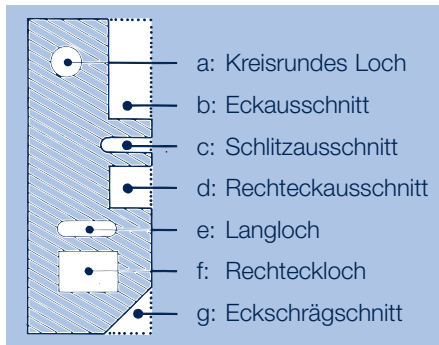 a: Kreisrundes Loch
b: Eckausschnitt
c: Schlitzausschnitt
d: Rechteckausschnitt
e: Langloch
f: Rechteckloch
g: Eckschrägschnitt